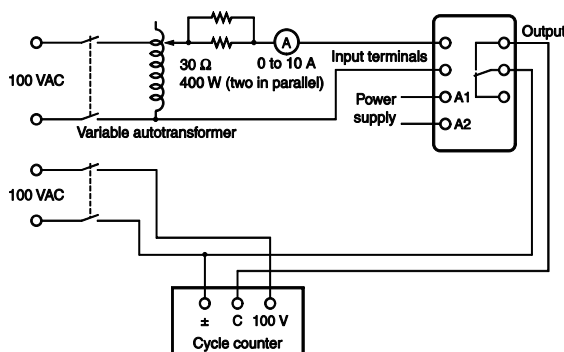 100 VAC
30 Ω
400 W (two in parallel)
A
0 to 10 A
Variable autotransformer
Input terminals
Output
Power
supply
A1
A2
100 VAC
±
C
100 V
Cycle counter